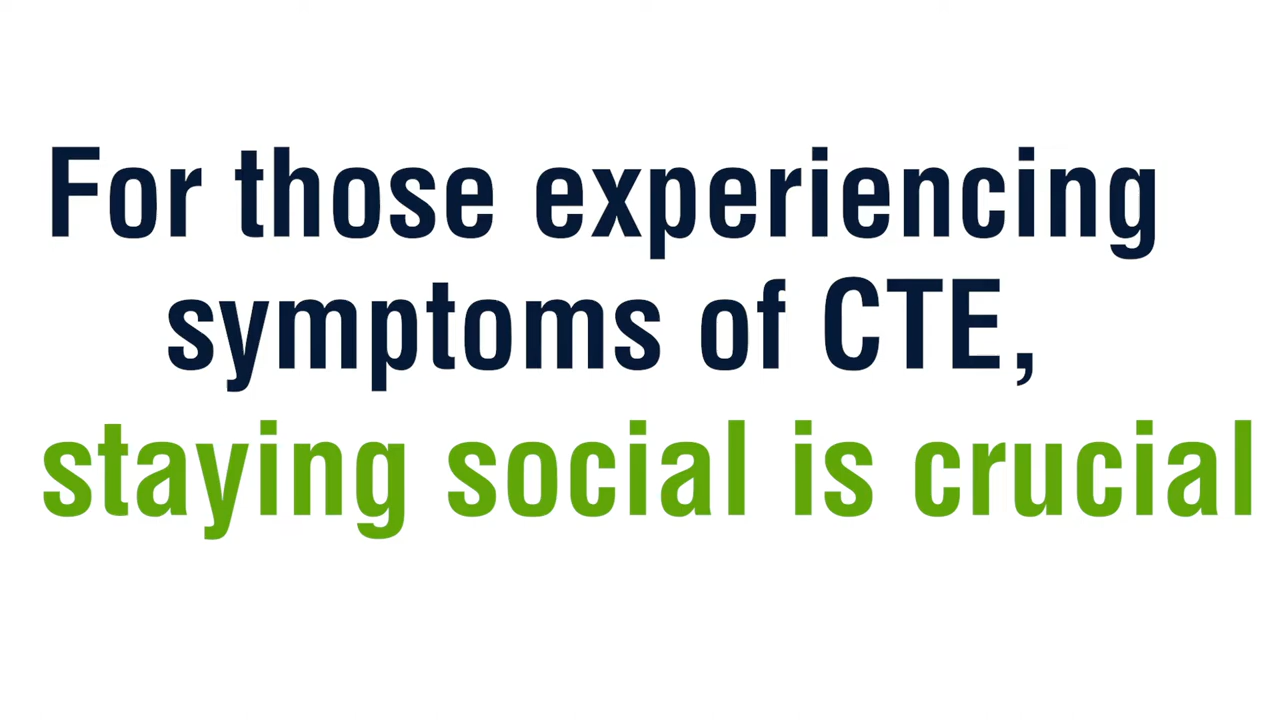 For those experiencing
symptoms of CTE,
staying social is crucial